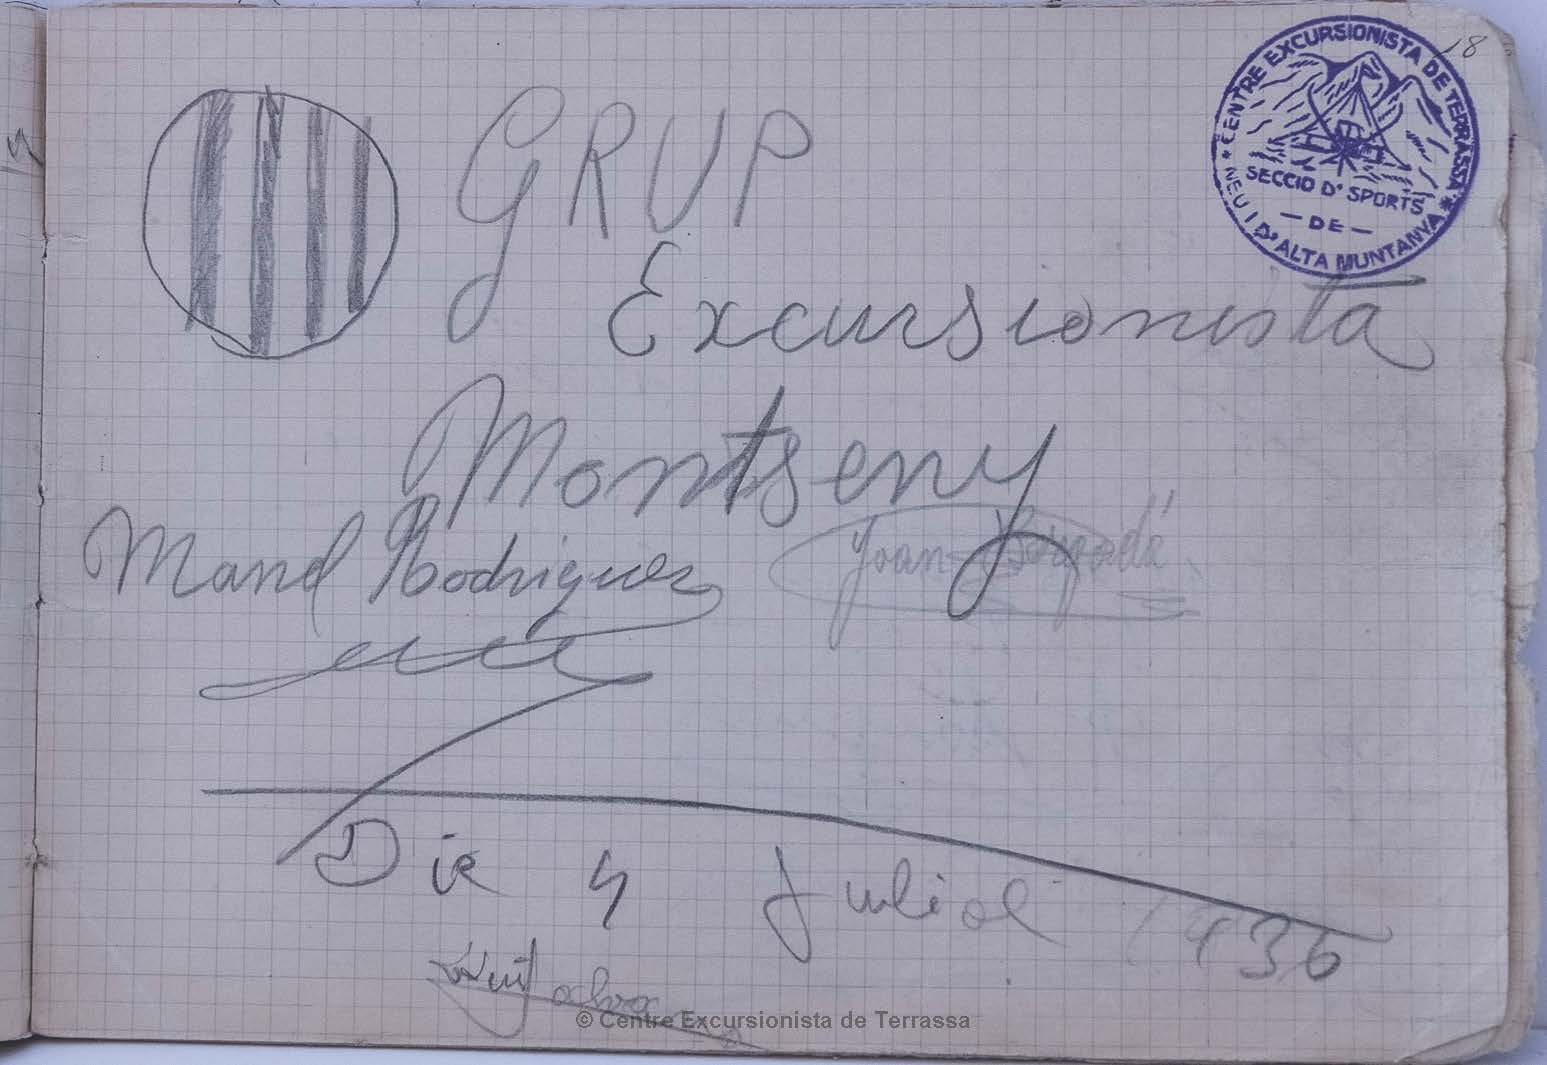 18
CENTRE EXCURSIONISTA DE TERRASSA
SECCIO D' SPORTS
— DE —
NEU I D'ALTA MUNTANYA
GRUP
Excursionista
Montseny
Manel Rodriguez
Joan
Die 4 Juliol 1936
© Centre Excursionista de Terrassa